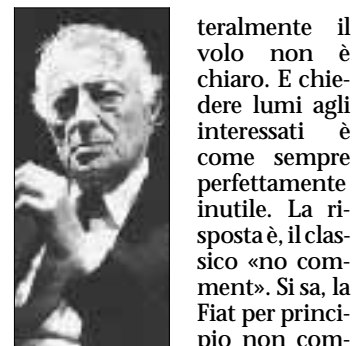 teralmente il
volo non è
chiaro. E chie-
dere lumi agli
interessati è
come sempre
perfettamente
inutile. La ri-
sposta è, il clas-
sico «no com-
ment». Si sa, la
Fiat per princi-
pio non com-